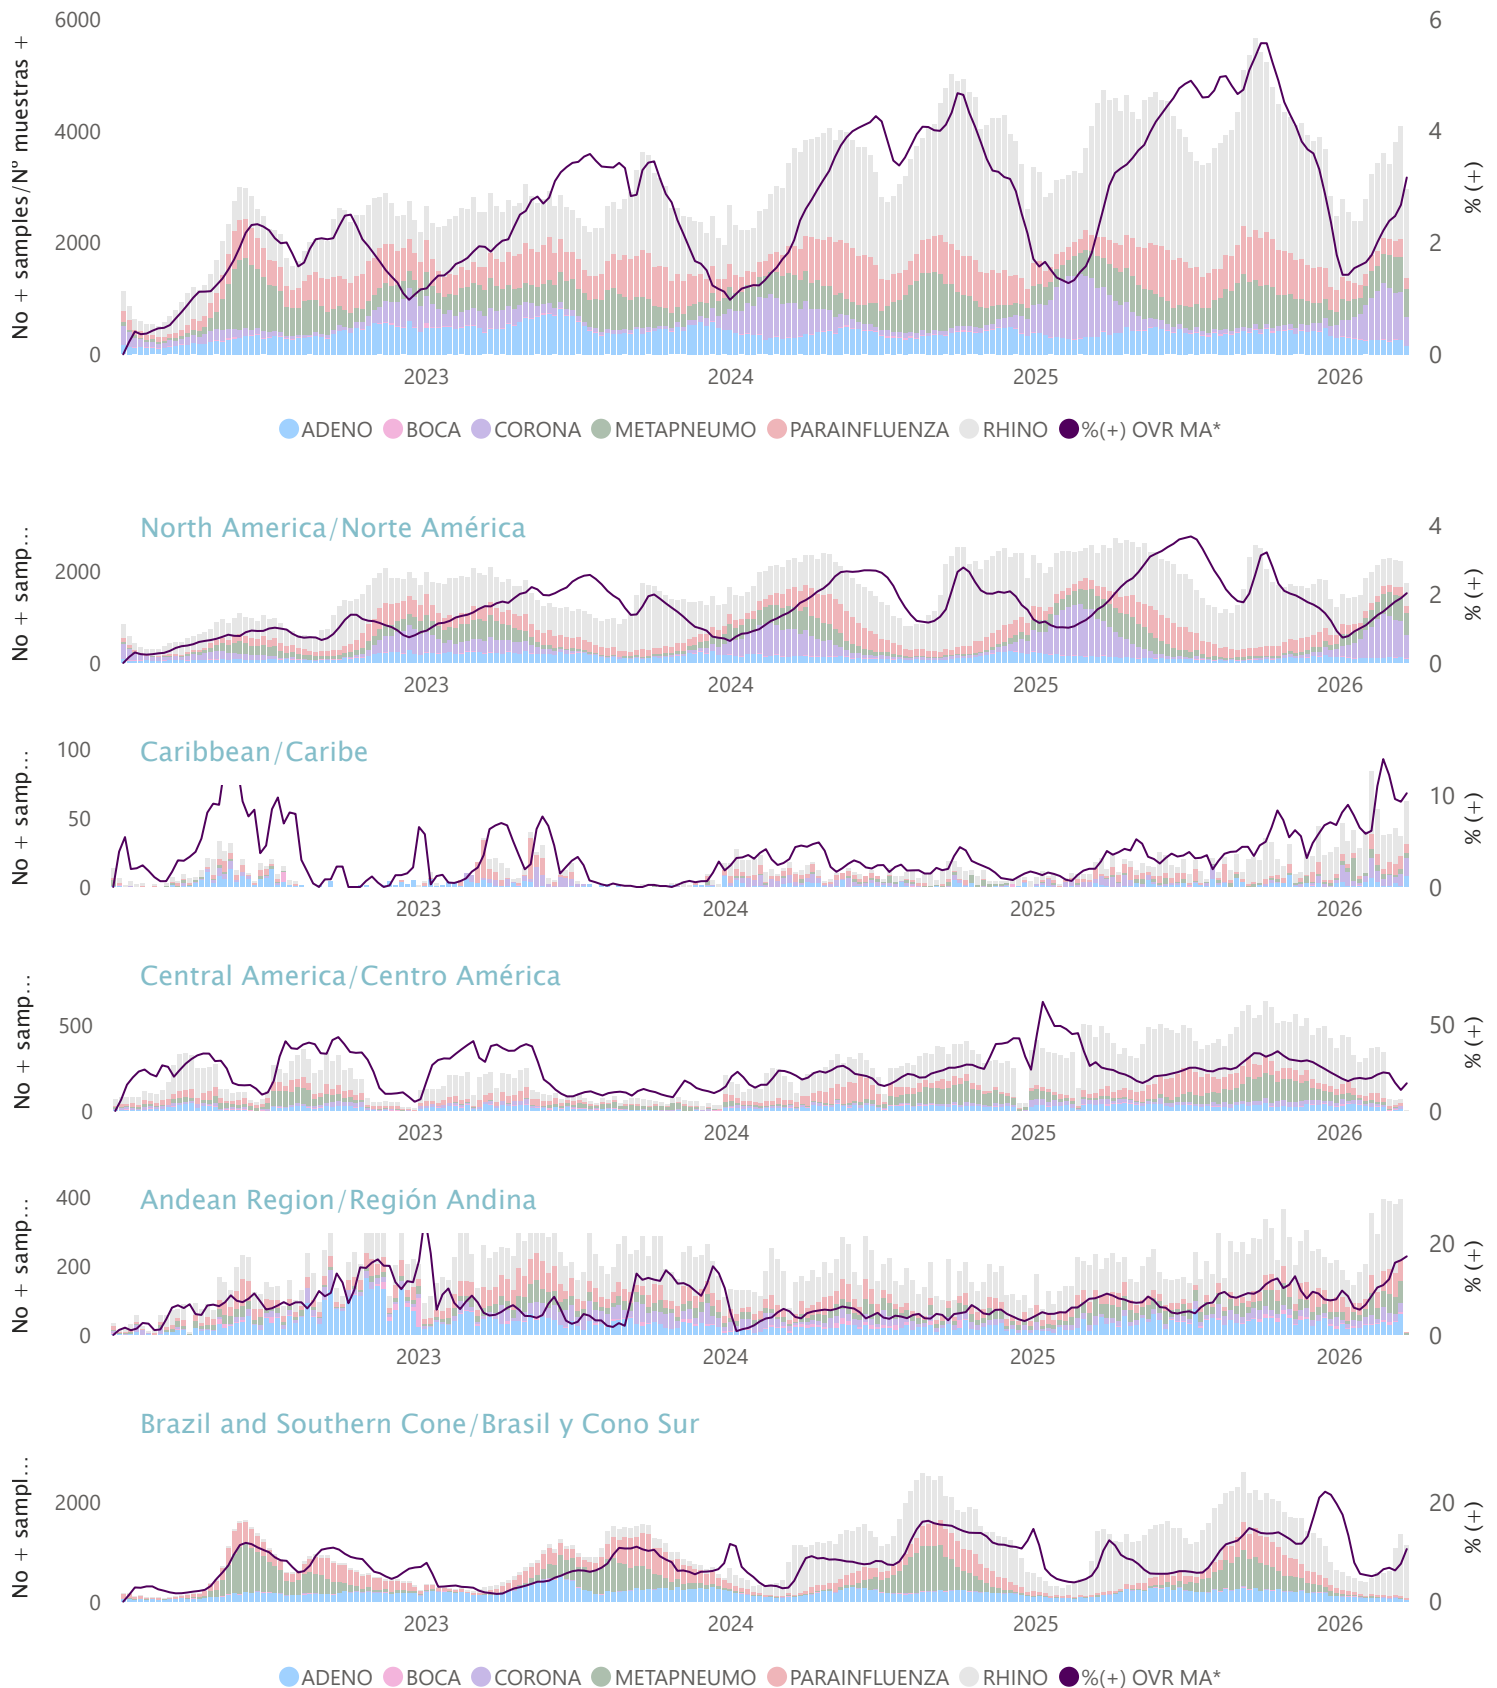 6000
6
4000
4
2000
2
0
0
No + samples/N° muestras +
% (+)
2023 2024 2025 2026
ADENO BOCA CORONA METAPNEUMO PARAINFLUENZA RHINO %(+) OVR MA*
North America/Norte América
4
2000
2
0
0
No + samp...
% (+)
2023 2024 2025 2026
Caribbean/Caribe
100
50
10
0
0
No + samp...
% (+)
2023 2024 2025 2026
Central America/Centro América
500
50
0
0
No + samp...
% (+)
2023 2024 2025 2026
Andean Region/Región Andina
400
200
20
0
0
No + samp...
% (+)
2023 2024 2025 2026
Brazil and Southern Cone/Brasil y Cono Sur
2000
20
0
0
No + sampl...
% (+)
2023 2024 2025 2026
ADENO BOCA CORONA METAPNEUMO PARAINFLUENZA RHINO %(+) OVR MA*